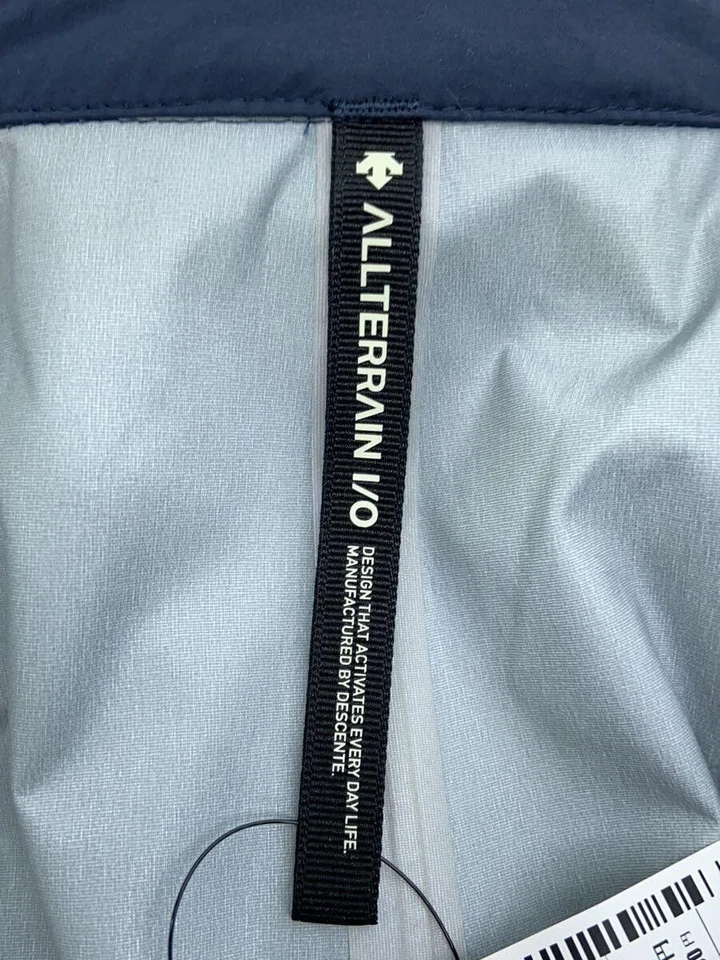 ALLTERRAIN I/O
DESIGN THAT ACTIVATES EVERY DAY LIFE.
MANUFACTURED BY DESCENTE.